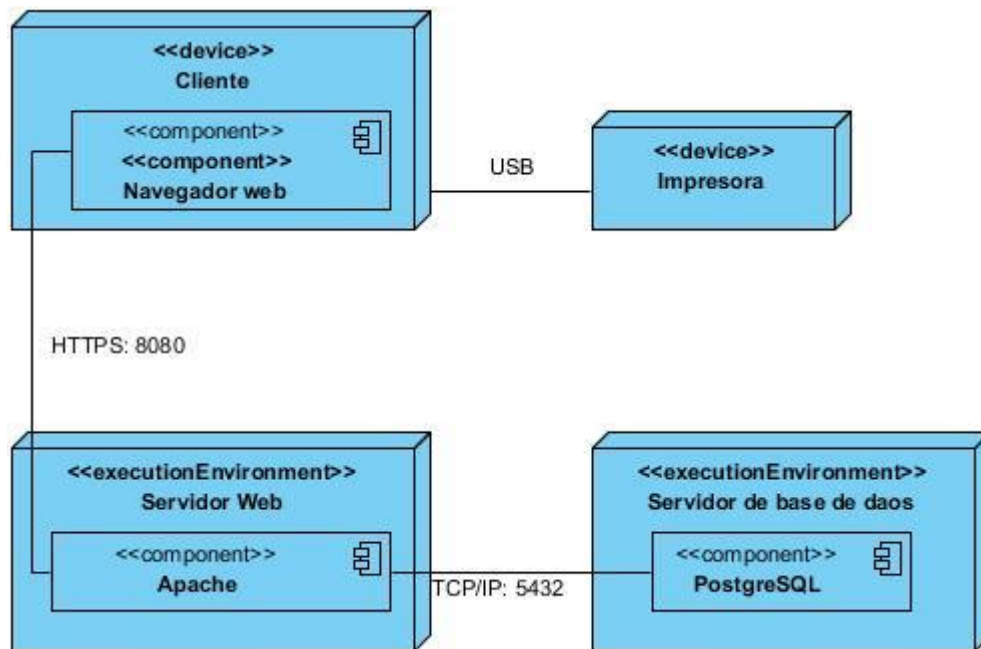 <<device>>
Cliente
<<component>>
<<component>>
Navegador web
USB
<<device>>
Impresora
HTTPS: 8080
<<executionEnvironment>>
Servidor Web
<<component>>
Apache
TCP/IP: 5432
<<executionEnvironment>>
Servidor de base de daos
<<component>>
PostgreSQL